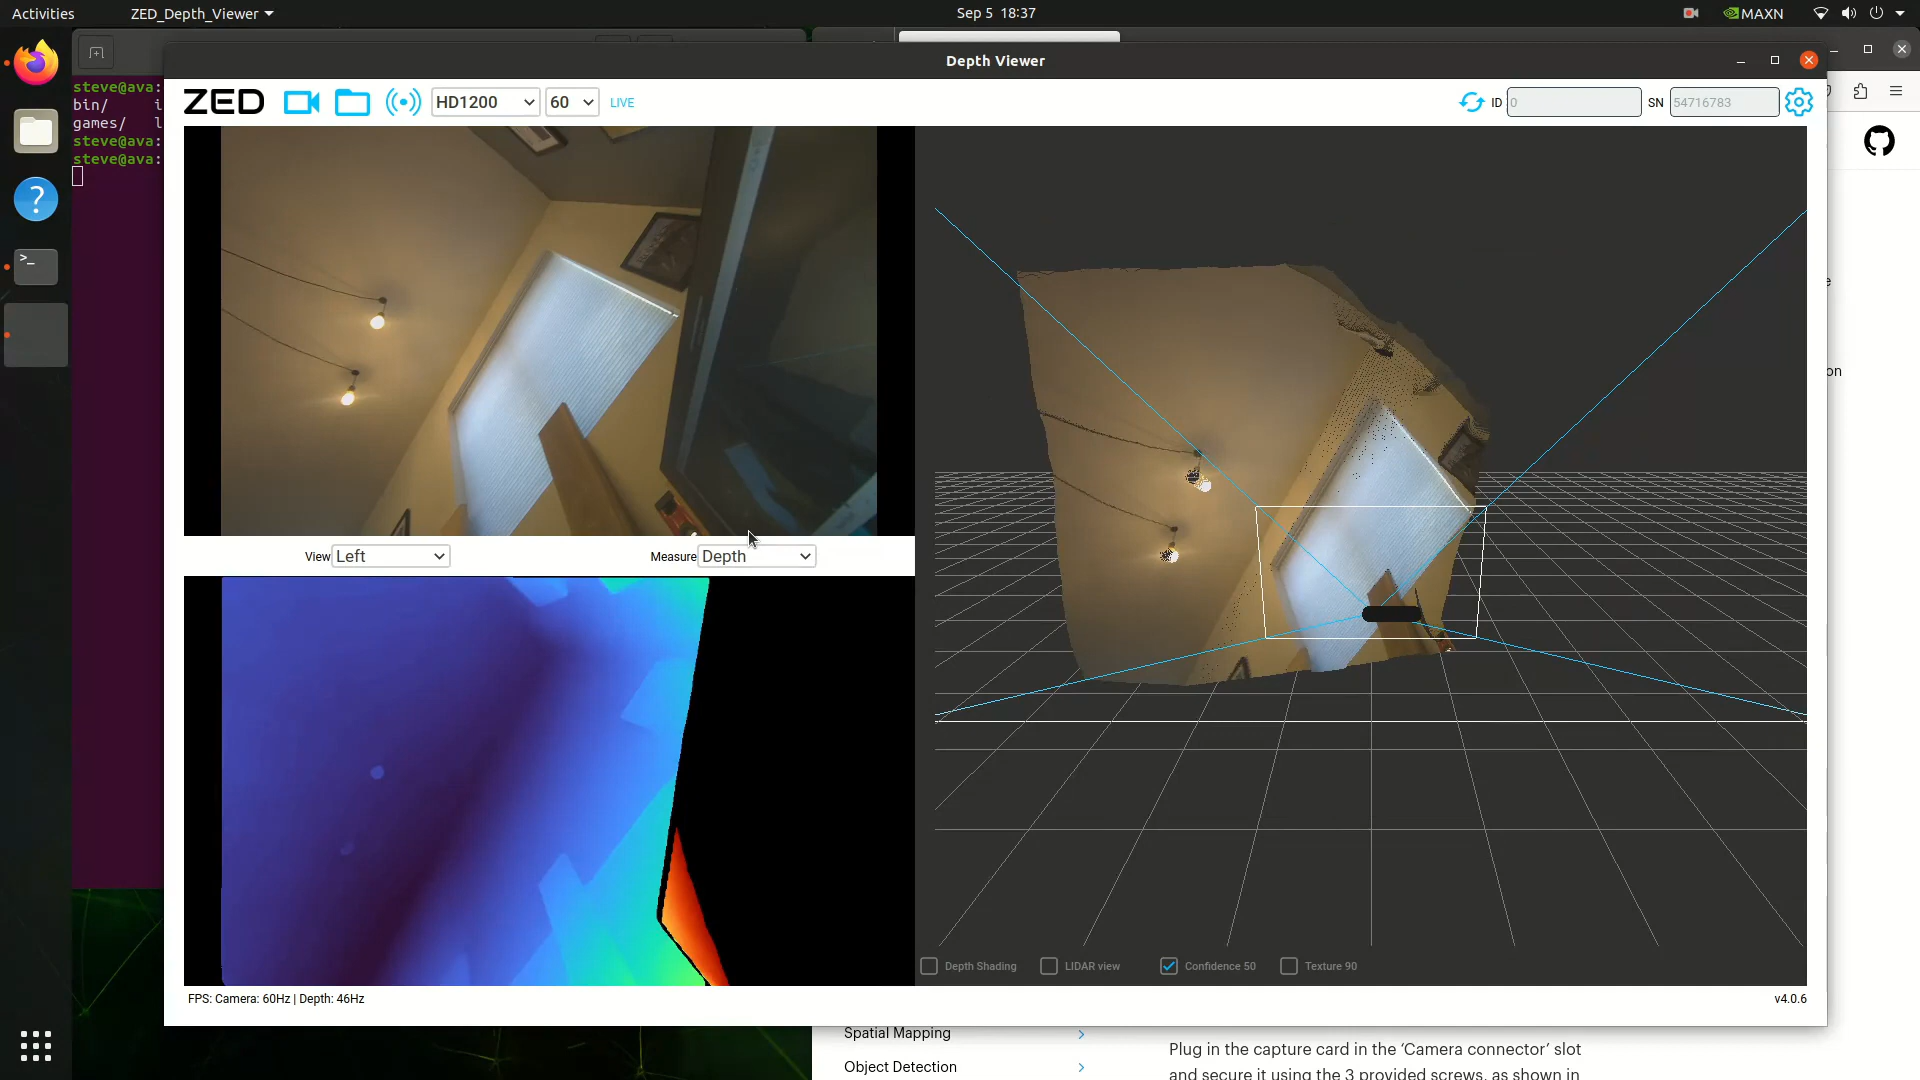 Activities
ZED_Depth_Viewer
Sep 5 18:37
MAXN
Depth Viewer
ZED
HD1200
60
LIVE
ID
0
SN
54716783
steve@ava:
bin/
games/
steve@ava:
steve@ava:
>_
?
View
Left
Measure
Depth
on
Depth Shading
LIDAR view
Confidence 50
Texture 90
FPS: Camera: 60Hz | Depth: 46Hz
v4.0.6
Spatial Mapping
Object Detection
Plug in the capture card in the ‘Camera connector’ slot
and secure it using the 3 provided screws, as shown in